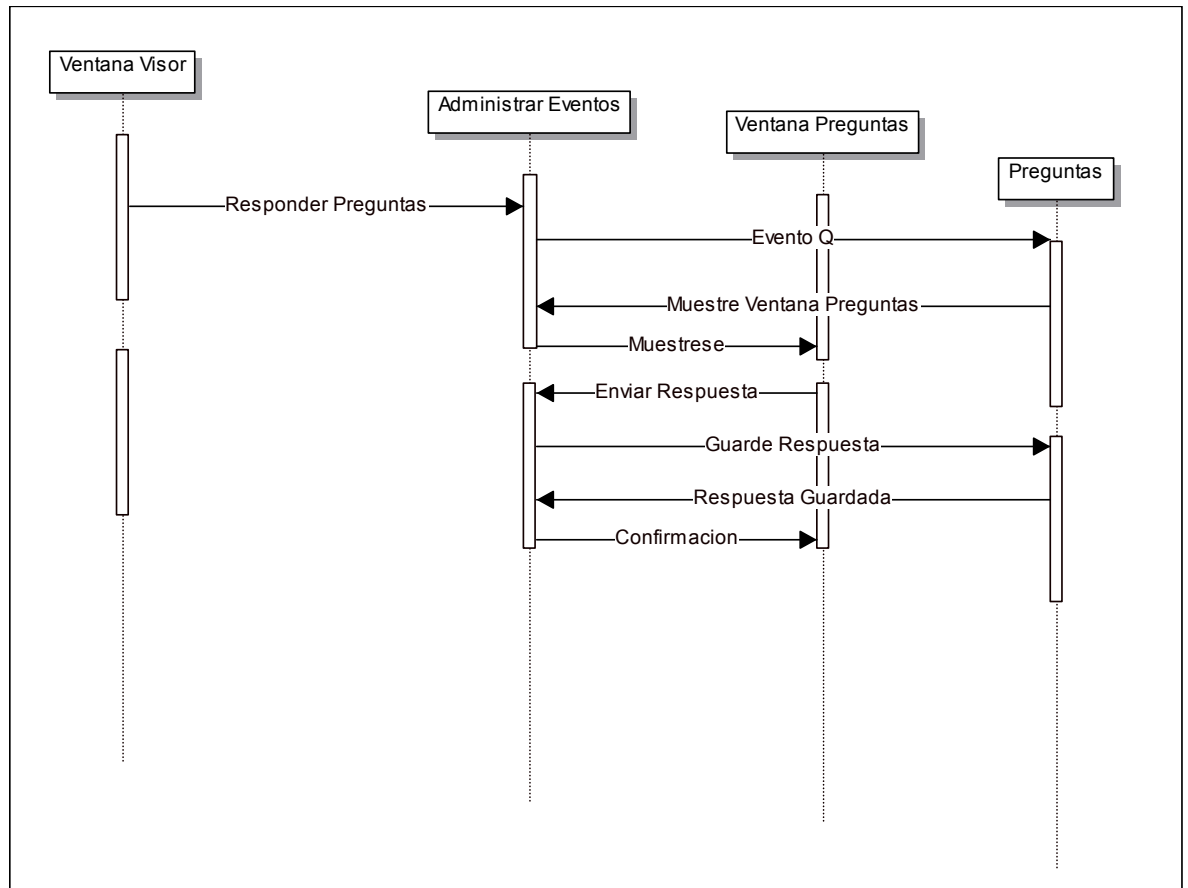 Ventana Visor
Administrar Eventos
Ventana Preguntas
Preguntas
Responder Preguntas
Evento Q
Muestre Ventana Preguntas
Muestrese
Enviar Respuesta
Guarde Respuesta
Respuesta Guardada
Confirmacion